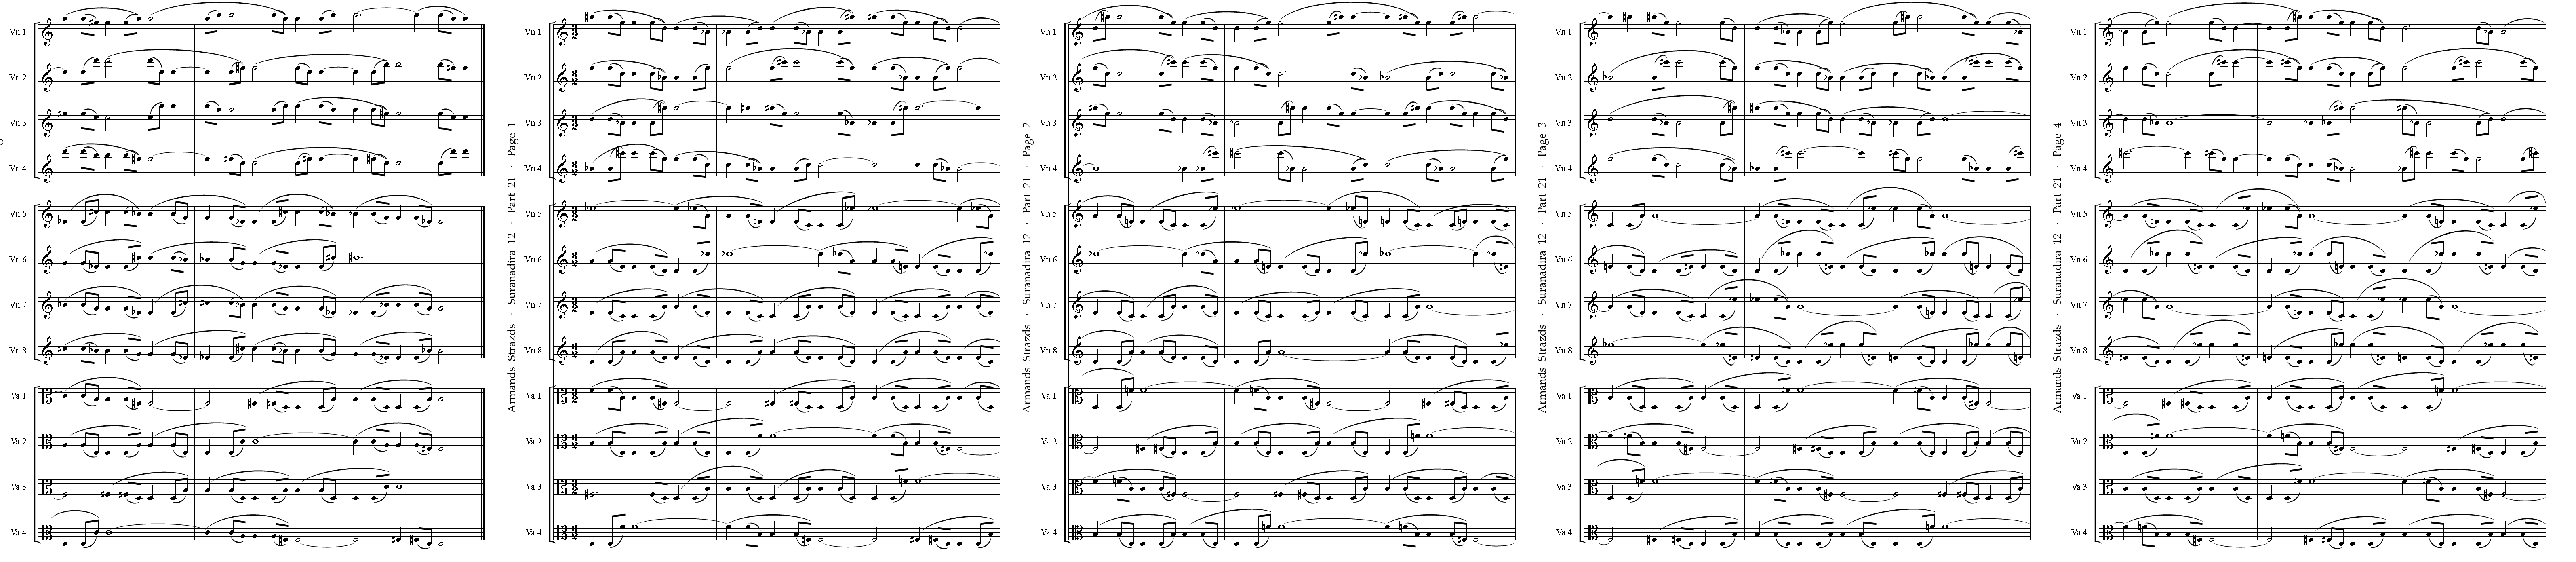 Vn 1
Vn 2
Vn 3
Vn 4
Vn 5
Vn 6
Vn 7
Vn 8
Va 1
Va 2
Va 3
Va 4
Armands Strazds · Suranadira 12 · Part 21 · Page 1
Vn 1
Vn 2
Vn 3
Vn 4
Vn 5
Vn 6
Vn 7
Vn 8
Va 1
Va 2
Va 3
Va 4
Armands Strazds · Suranadira 12 · Part 21 · Page 2
Vn 1
Vn 2
Vn 3
Vn 4
Vn 5
Vn 6
Vn 7
Vn 8
Va 1
Va 2
Va 3
Va 4
Armands Strazds · Suranadira 12 · Part 21 · Page 3
Vn 1
Vn 2
Vn 3
Vn 4
Vn 5
Vn 6
Vn 7
Vn 8
Va 1
Va 2
Va 3
Va 4
Armands Strazds · Suranadira 12 · Part 21 · Page 4
Vn 1
Vn 2
Vn 3
Vn 4
Vn 5
Vn 6
Vn 7
Vn 8
Va 1
Va 2
Va 3
Va 4